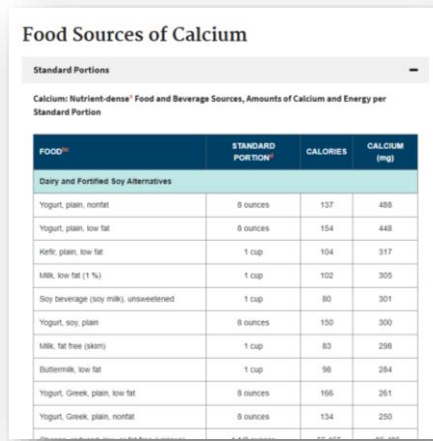 Food Sources of Calcium
Standard Portions
Calcium: Nutrient-dense Food and Beverage Sources, Amounts of Calcium and Energy per
Standard Portion
FOOD STANDARD PORTION CALORIES CALCIUM (mg)
Dairy and Fortified Soy Alternatives
Yogurt, plain, nonfat 8 ounces 137 488
Yogurt, plain, low fat 8 ounces 154 448
Kefir, plain, low fat 1 cup 104 317
Milk, low fat (1 %) 1 cup 102 305
Soy beverage (soy milk), unsweetened 1 cup 80 301
Yogurt, soy, plain 8 ounces 150 300
Milk, fat free (skim) 1 cup 83 298
Buttermilk, low fat 1 cup 98 284
Yogurt, Greek, plain, low fat 8 ounces 166 261
Yogurt, Greek, plain, nonfat 8 ounces 134 250